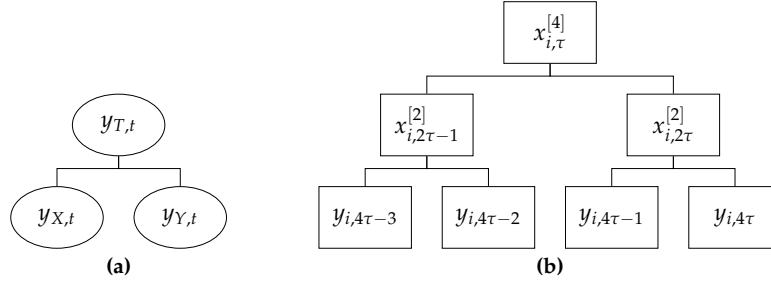 x_{i,τ}^{[4]}
y_{T,t}
x_{i,2τ−1}^{[2]} x_{i,2τ}^{[2]}
y_{X,t} y_{Y,t} y_{i,4τ−3} y_{i,4τ−2} y_{i,4τ−1} y_{i,4τ}
(a) (b)